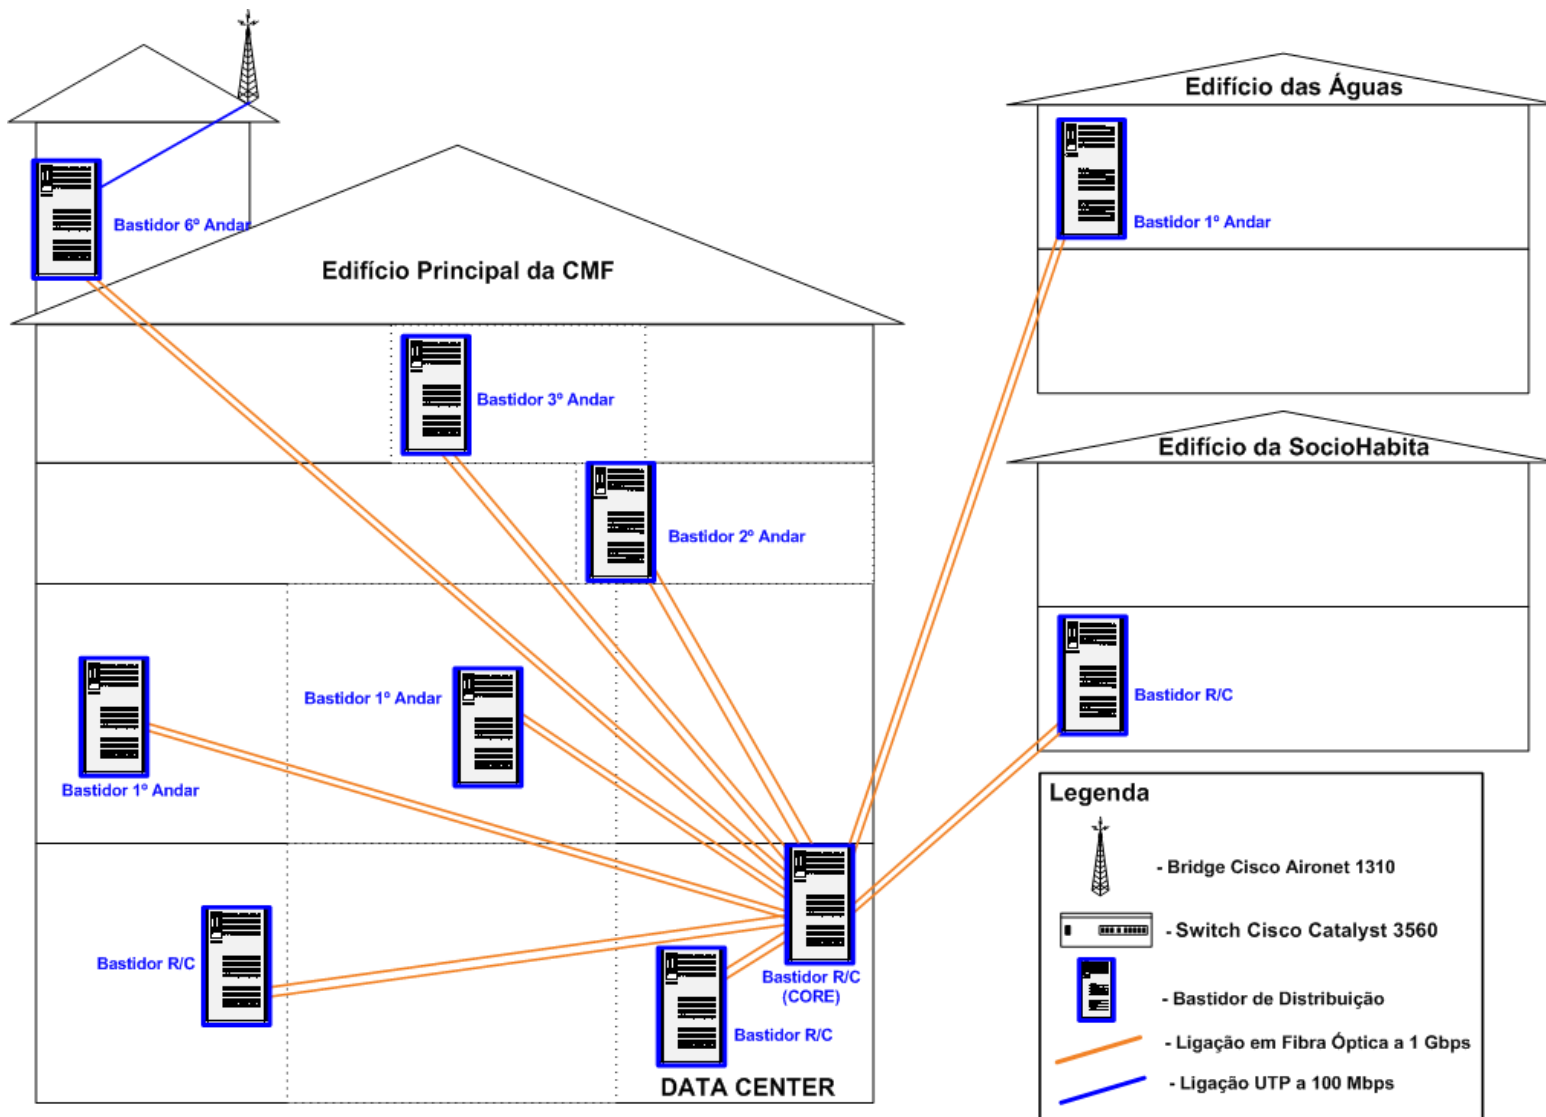 Edifício das Águas
Bastidor 6º Andar
Bastidor 1º Andar
Edifício Principal da CMF
Bastidor 3º Andar
Edifício da SocioHabita
Bastidor 2º Andar
Bastidor 1º Andar
Bastidor R/C
Bastidor 1º Andar
Legenda
- Bridge Cisco Aironet 1310
- Switch Cisco Catalyst 3560
Bastidor R/C
Bastidor R/C
(CORE)
- Bastidor de Distribuição
Bastidor R/C
- Ligação em Fibra Óptica a 1 Gbps
DATA CENTER
- Ligação UTP a 100 Mbps